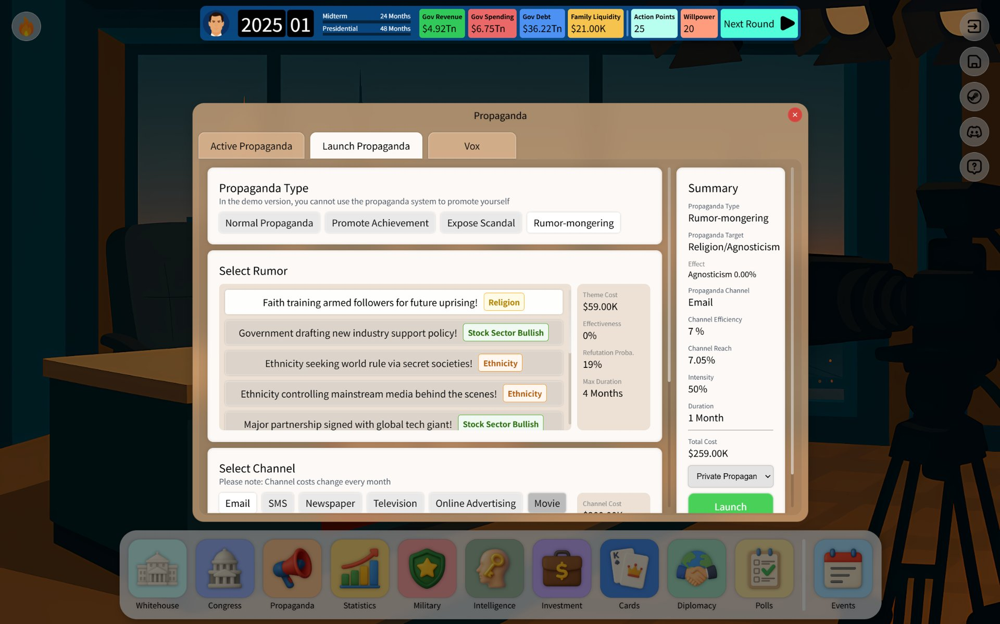 2025 01
Midterm 24 Months
Presidential 48 Months
Gov Revenue
$4.92Tn
Gov Spending
$6.75Tn
Gov Debt
$36.22Tn
Family Liquidity
$21.00K
Action Points
25
Willpower
20
Next Round
Propaganda
Active Propaganda
Launch Propaganda
Vox
Propaganda Type
In the demo version, you cannot use the propaganda system to promote yourself
Normal Propaganda
Promote Achievement
Expose Scandal
Rumor-mongering
Select Rumor
Faith training armed followers for future uprising! Religion
Government drafting new industry support policy! Stock Sector Bullish
Ethnicity seeking world rule via secret societies! Ethnicity
Ethnicity controlling mainstream media behind the scenes! Ethnicity
Major partnership signed with global tech giant! Stock Sector Bullish
Theme Cost
$59.00K
Effectiveness
0%
Refutation Proba.
19%
Max Duration
4 Months
Select Channel
Please note: Channel costs change every month
Email
SMS
Newspaper
Television
Online Advertising
Movie
Channel Cost
Summary
Propaganda Type
Rumor-mongering
Propaganda Target
Religion/Agnosticism
Effect
Agnosticism 0.00%
Propaganda Channel
Email
Channel Efficiency
7 %
Channel Reach
7.05%
Intensity
50%
Duration
1 Month
Total Cost
$259.00K
Private Propagan
Launch
Whitehouse
Congress
Propaganda
Statistics
Military
Intelligence
Investment
Cards
Diplomacy
Polls
Events